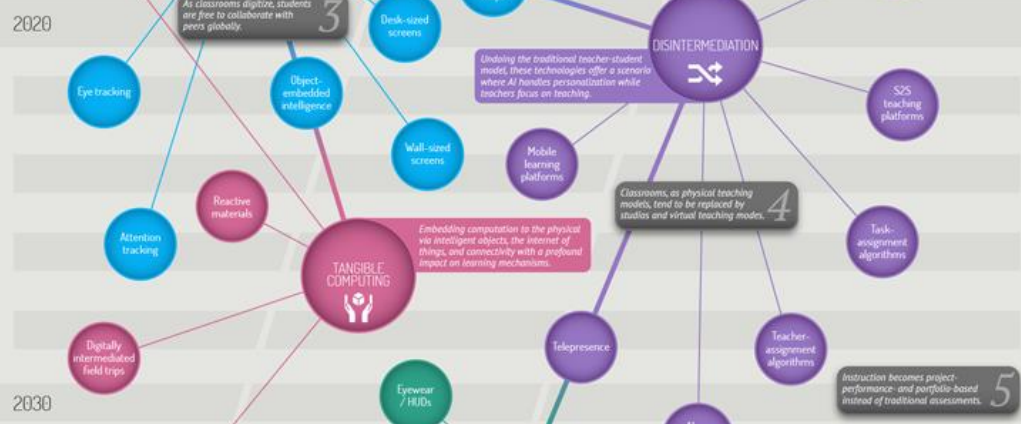 2020
As classrooms digitize, students
are free to collaborate with
peers globally.
3
Desk-sized
screens
DISINTERMEDIATION
Undoing the traditional teacher-student
model, these technologies offer a scenario
where AI handles personalization while
teachers focus on teaching.
Eye tracking
Object-
embedded
intelligence
S2S
teaching
platforms
Wall-sized
screens
Mobile
learning
platforms
Reactive
materials
Classrooms, as physical teaching
models, tend to be replaced by
studios and virtual teaching modes.
4
Attention
tracking
Embedding computation to the physical
via intelligent objects, the internet of
things, and connectivity with a profound
impact on learning mechanisms.
Task-
assignment
algorithms
TANGIBLE
COMPUTING
Digitally
intermediated
field trips
Telepresence
Teacher-
assignment
algorithms
Eyewear
/ HUDs
Instruction becomes project-
performance- and portfolio-based
instead of traditional assessments.
5
2030